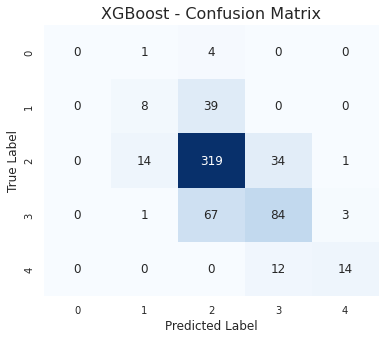 XGBoost - Confusion Matrix
True Label
0 0 1 4 0 0
1 0 8 39 0 0
2 0 14 319 34 1
3 0 1 67 84 3
4 0 0 0 12 14
0 1 2 3 4
Predicted Label